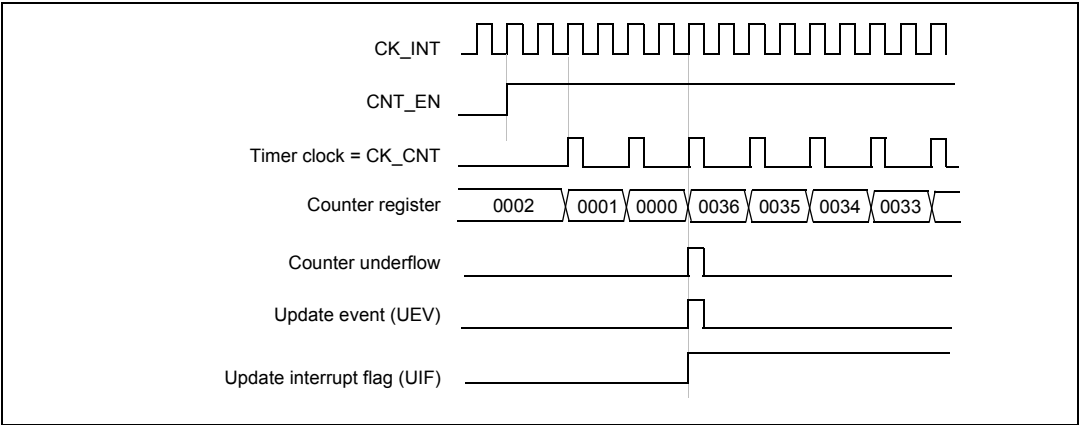 CK_INT
CNT_EN
Timer clock = CK_CNT
Counter register 0002 0001 0000 0036 0035 0034 0033
Counter underflow
Update event (UEV)
Update interrupt flag (UIF)